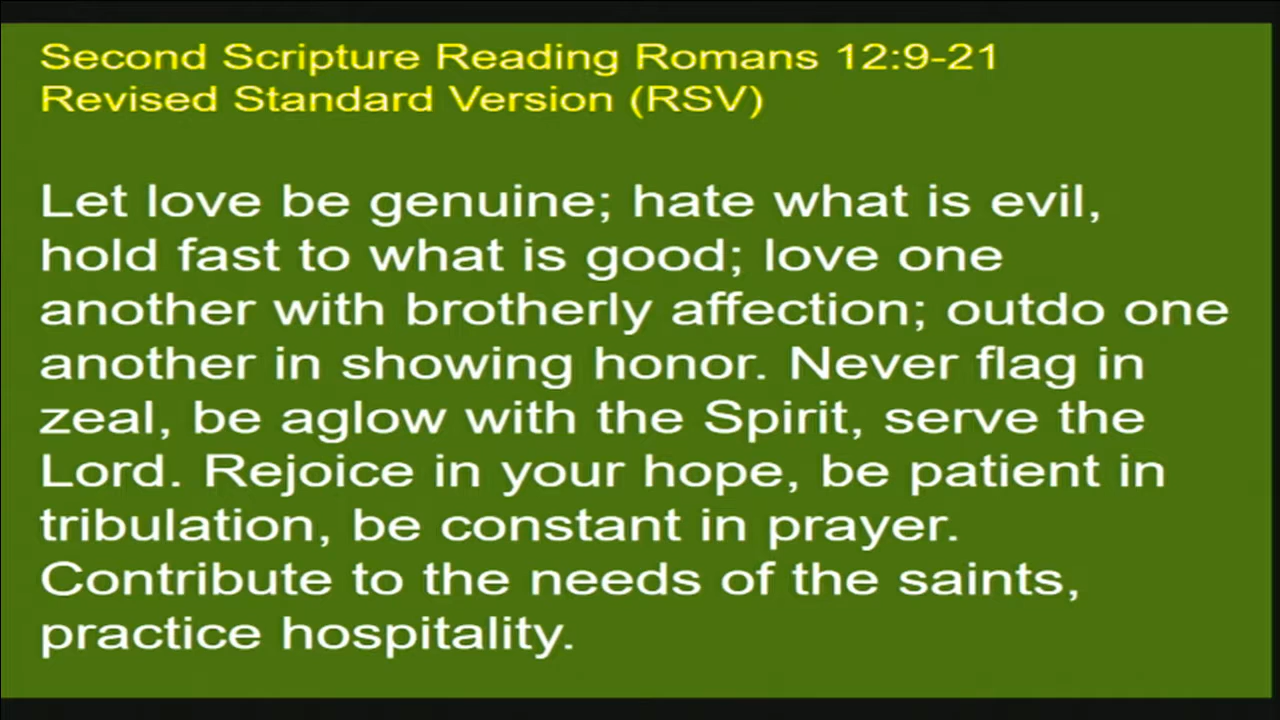 Second Scripture Reading Romans 12:9-21
Revised Standard Version (RSV)
Let love be genuine; hate what is evil,
hold fast to what is good; love one
another with brotherly affection; outdo one
another in showing honor. Never flag in
zeal, be aglow with the Spirit, serve the
Lord. Rejoice in your hope, be patient in
tribulation, be constant in prayer.
Contribute to the needs of the saints,
practice hospitality.